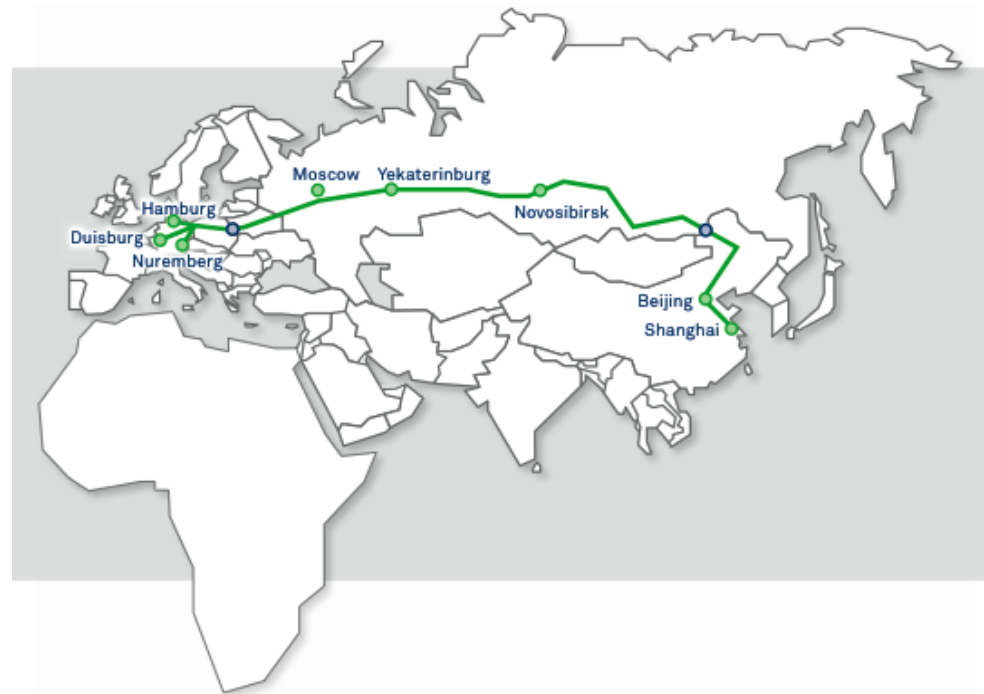 Moscow
Yekaterinburg
Hamburg
Novosibirsk
Duisburg
Nuremberg
Beijing
Shanghai